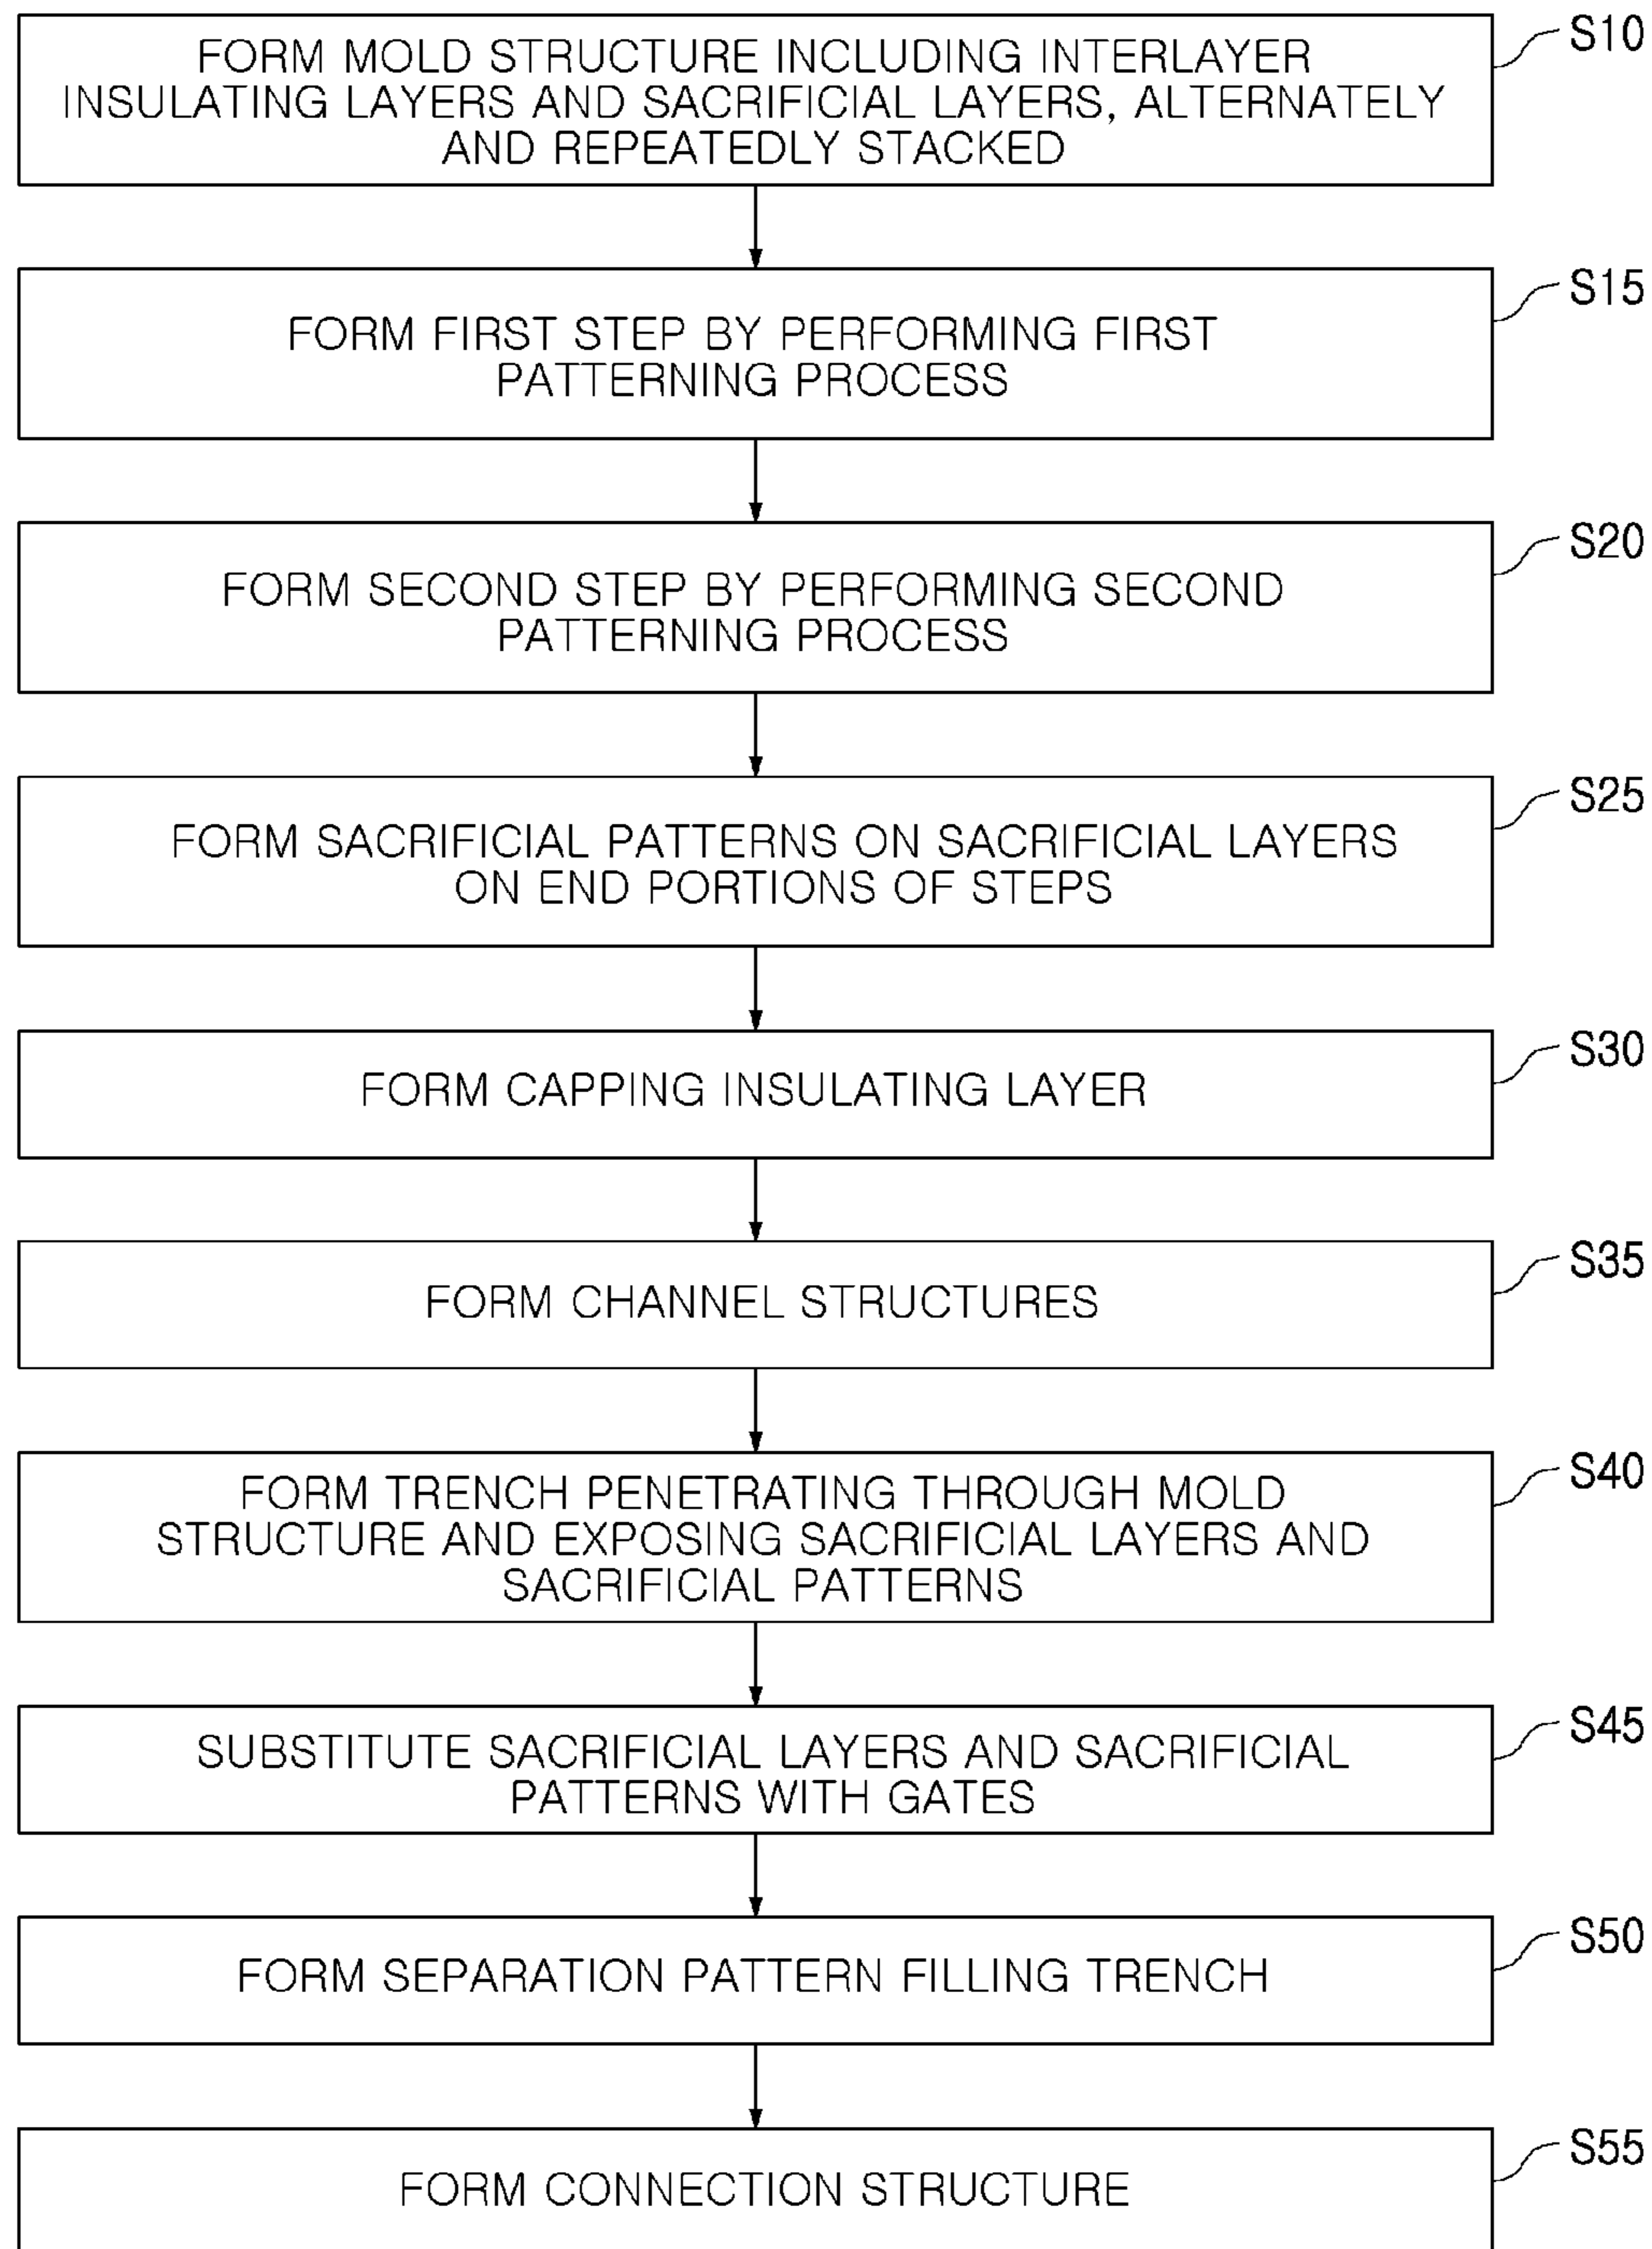 FORM MOLD STRUCTURE INCLUDING INTERLAYER
INSULATING LAYERS AND SACRIFICIAL LAYERS, ALTERNATELY
AND REPEATEDLY STACKED
S10
FORM FIRST STEP BY PERFORMING FIRST
PATTERNING PROCESS
S15
FORM SECOND STEP BY PERFORMING SECOND
PATTERNING PROCESS
S20
FORM SACRIFICIAL PATTERNS ON SACRIFICIAL LAYERS
ON END PORTIONS OF STEPS
S25
FORM CAPPING INSULATING LAYER
S30
FORM CHANNEL STRUCTURES
S35
FORM TRENCH PENETRATING THROUGH MOLD
STRUCTURE AND EXPOSING SACRIFICIAL LAYERS AND
SACRIFICIAL PATTERNS
S40
SUBSTITUTE SACRIFICIAL LAYERS AND SACRIFICIAL
PATTERNS WITH GATES
S45
FORM SEPARATION PATTERN FILLING TRENCH
S50
FORM CONNECTION STRUCTURE
S55